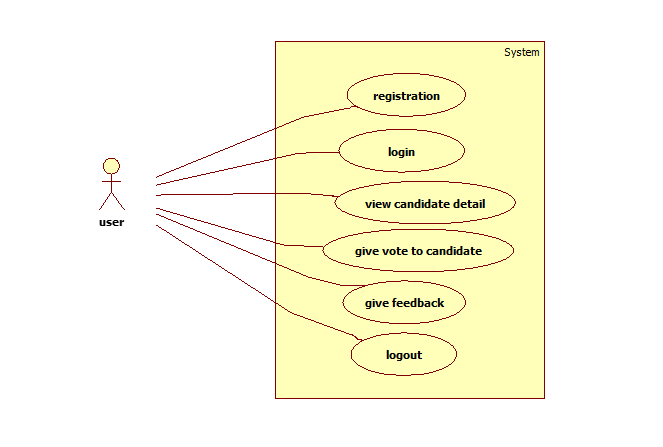 System
registration
login
view candidate detail
user
give vote to candidate
give feedback
logout